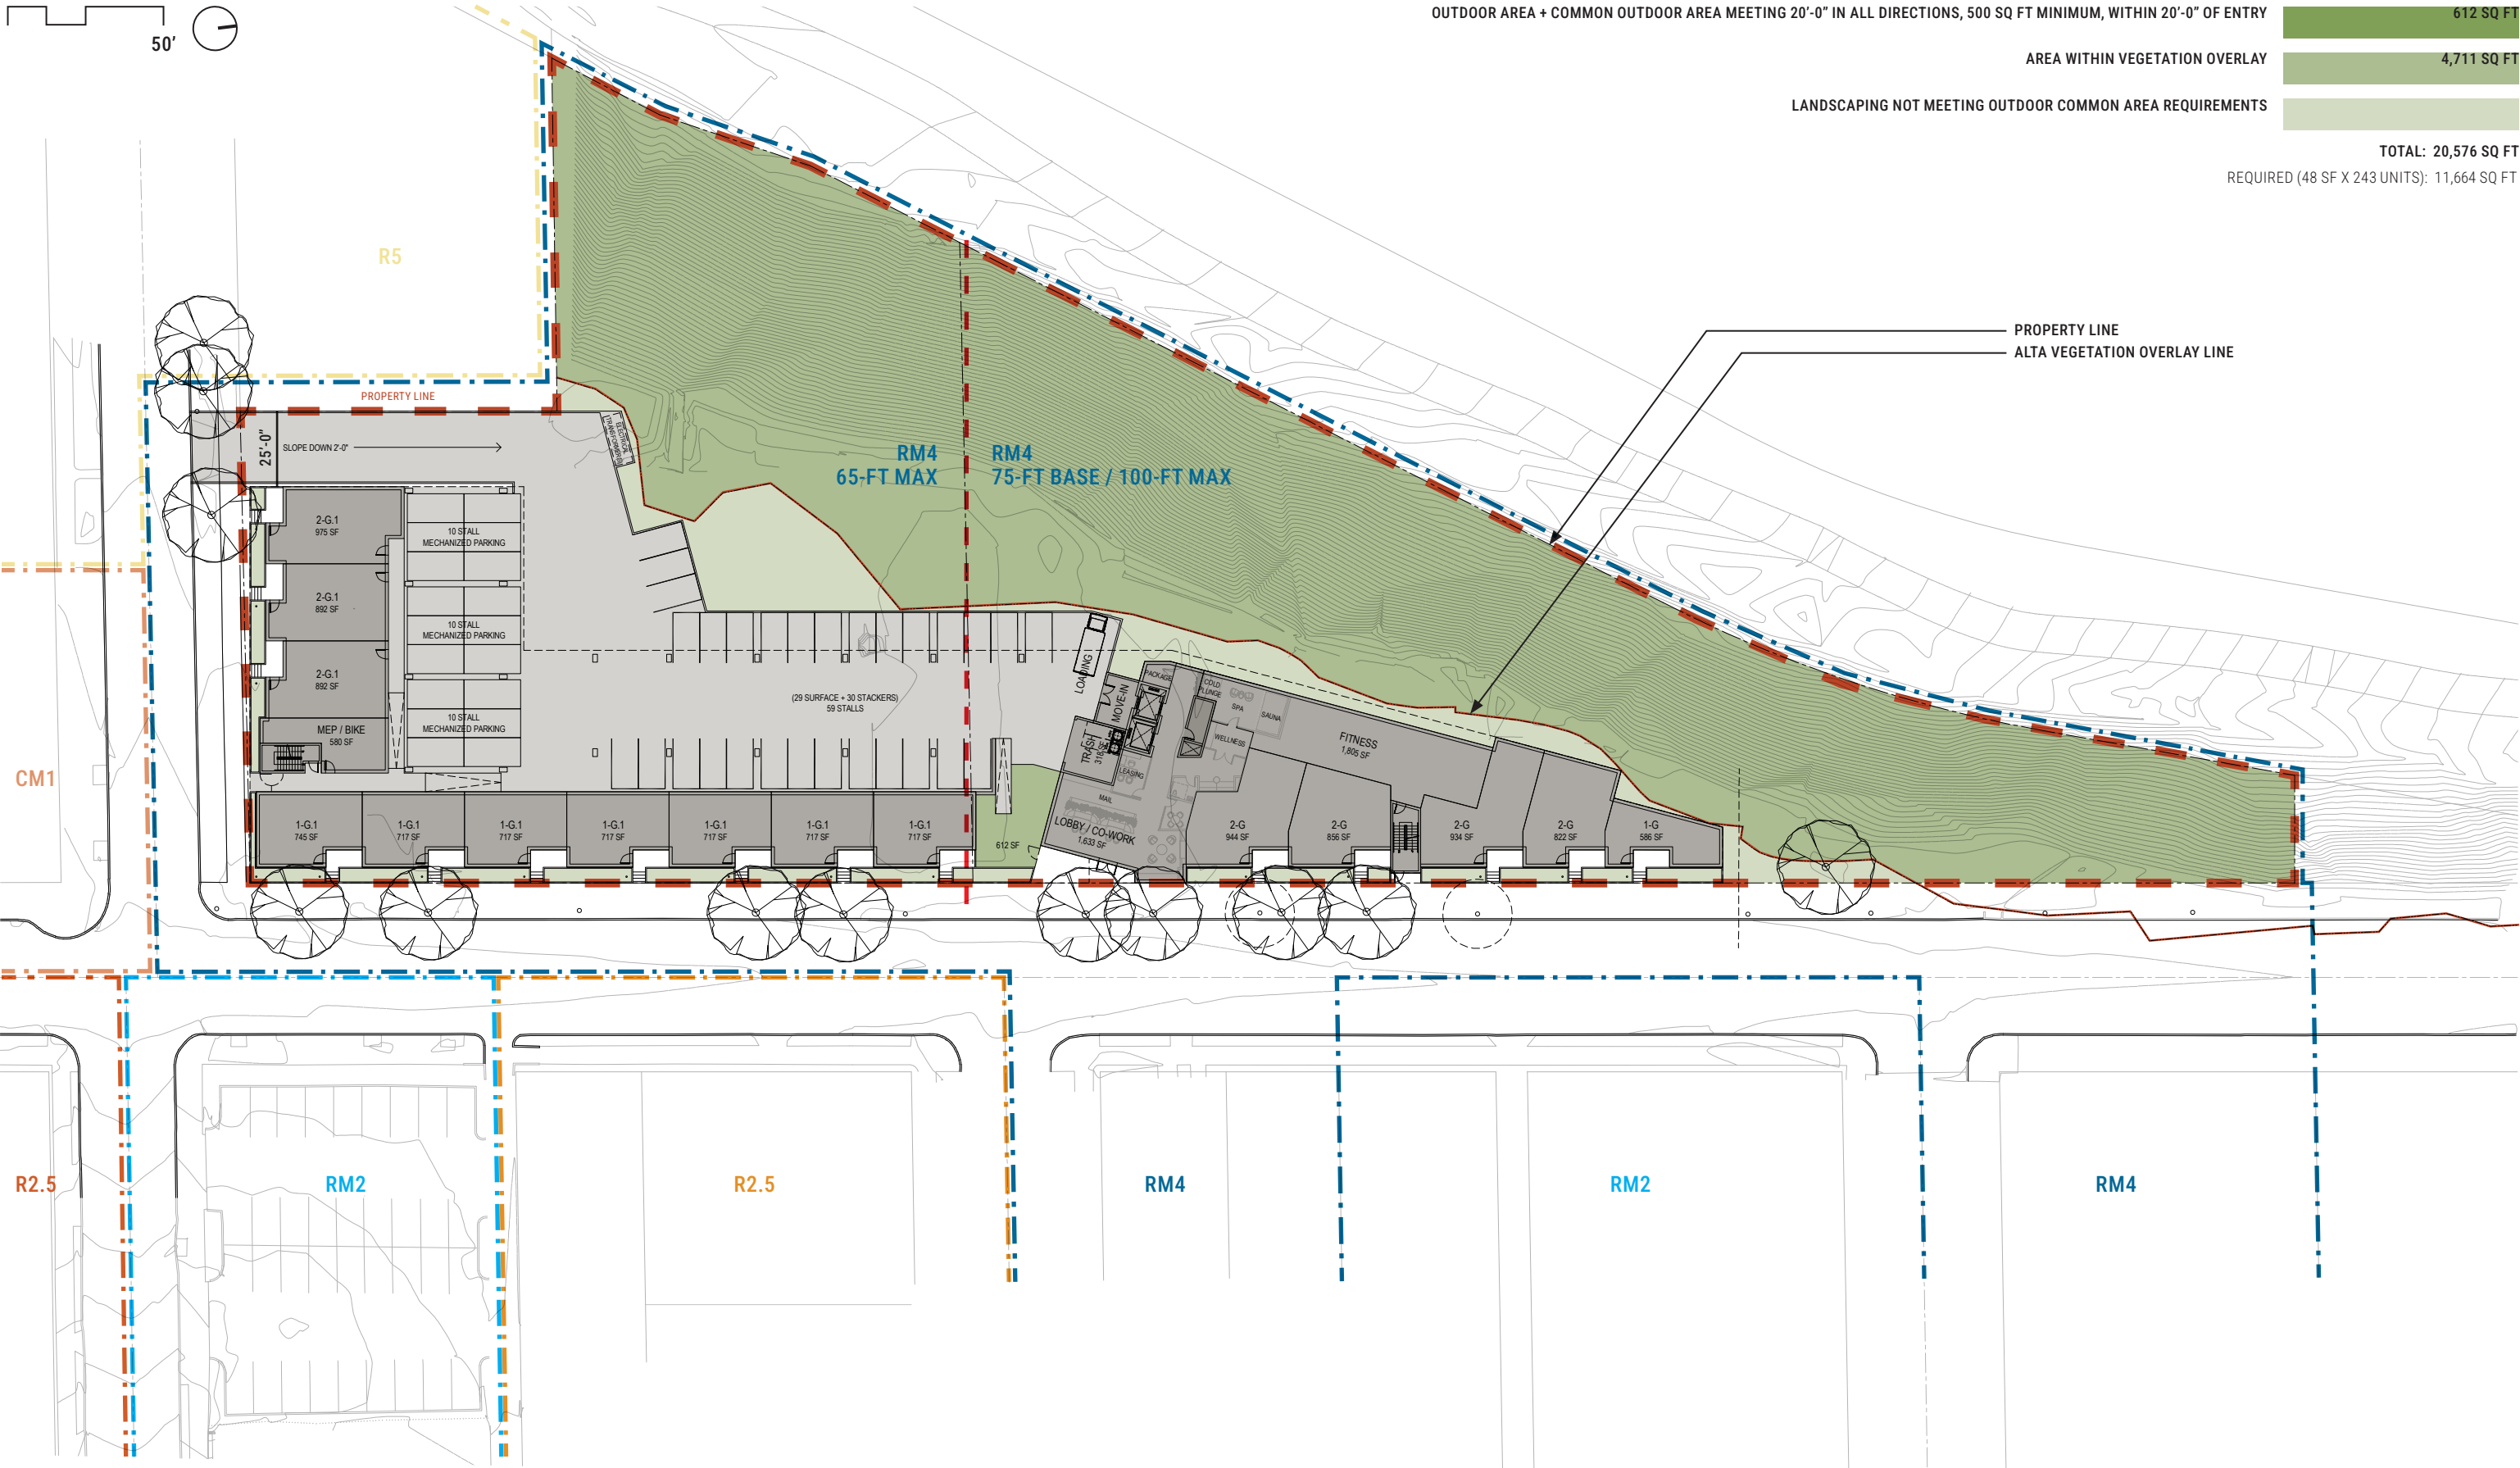 50’
OUTDOOR AREA + COMMON OUTDOOR AREA MEETING 20’-0” IN ALL DIRECTIONS, 500 SQ FT MINIMUM, WITHIN 20’-0” OF ENTRY
612 SQ FT
AREA WITHIN VEGETATION OVERLAY
4,711 SQ FT
LANDSCAPING NOT MEETING OUTDOOR COMMON AREA REQUIREMENTS
TOTAL: 20,576 SQ FT
REQUIRED (48 SF X 243 UNITS): 11,664 SQ FT
R5
PROPERTY LINE
ALTA VEGETATION OVERLAY LINE
PROPERTY LINE
25'-0"
SLOPE DOWN 2'-0"
ELECTRICAL
RM4
65-FT MAX
RM4
75-FT BASE / 100-FT MAX
2-G.1
975 SF
10 STALL
MECHANIZED PARKING
2-G.1
892 SF
10 STALL
MECHANIZED PARKING
2-G.1
892 SF
10 STALL
MECHANIZED PARKING
MEP / BIKE
580 SF
(29 SURFACE + 30 STACKERS)
59 STALLS
LOADING
MOVE-IN
PACKAGE
COLD
PLUNGE
SPA
SAUNA
WELLNESS
FITNESS
1,805 SF
TRASH
LEASING
MAIL
LOBBY / CO-WORK
1,633 SF
CM1
1-G.1
745 SF
1-G.1
717 SF
1-G.1
717 SF
1-G.1
717 SF
1-G.1
717 SF
1-G.1
717 SF
1-G.1
717 SF
612 SF
2-G
944 SF
2-G
856 SF
2-G
934 SF
2-G
822 SF
1-G
586 SF
R2.5
RM2
R2.5
RM4
RM2
RM4